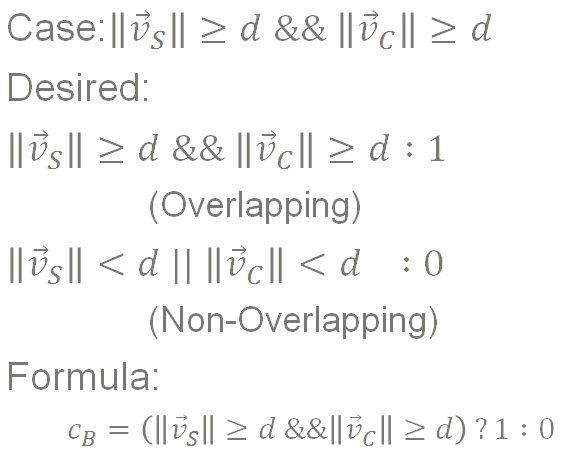 Case:‖v⃗_S‖ ≥ d && ‖v⃗_C‖ ≥ d
Desired:
‖v⃗_S‖ ≥ d && ‖v⃗_C‖ ≥ d : 1
(Overlapping)
‖v⃗_S‖ < d || ‖v⃗_C‖ < d : 0
(Non-Overlapping)
Formula:
c_B = (‖v⃗_S‖ ≥ d &&‖v⃗_C‖ ≥ d) ? 1 : 0